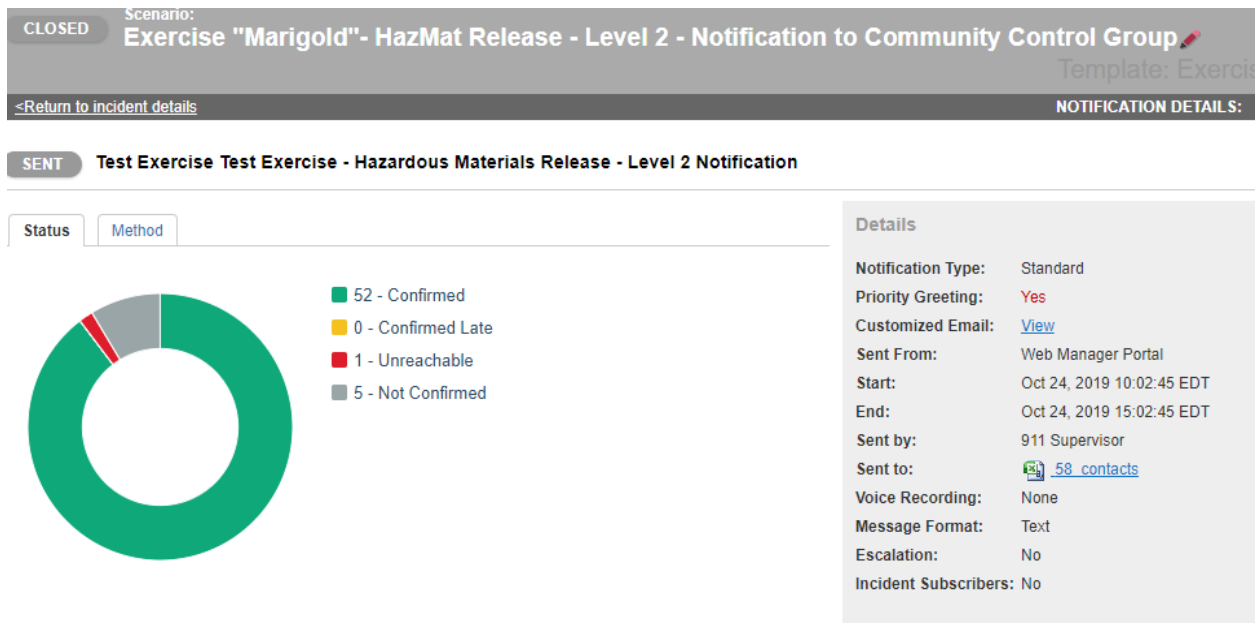 CLOSED
Scenario:
Exercise "Marigold"- HazMat Release - Level 2 - Notification to Community Control Group
Template: Exercis
<Return to incident details
NOTIFICATION DETAILS:
SENT
Test Exercise Test Exercise - Hazardous Materials Release - Level 2 Notification
Status
Method
52 - Confirmed
0 - Confirmed Late
1 - Unreachable
5 - Not Confirmed
Details
Notification Type: Standard
Priority Greeting: Yes
Customized Email: View
Sent From: Web Manager Portal
Start: Oct 24, 2019 10:02:45 EDT
End: Oct 24, 2019 15:02:45 EDT
Sent by: 911 Supervisor
Sent to: 58 contacts
Voice Recording: None
Message Format: Text
Escalation: No
Incident Subscribers: No